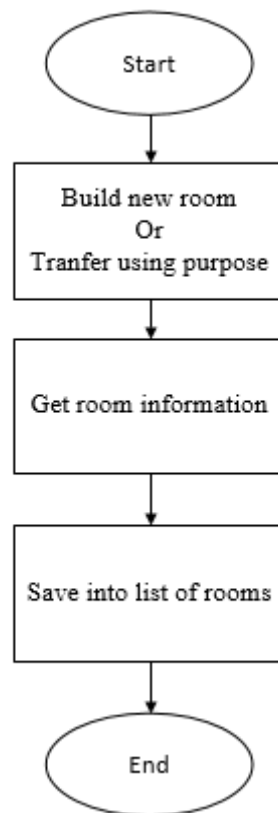 Start
Build new room
Or
Tranfer using purpose
Get room information
Save into list of rooms
End